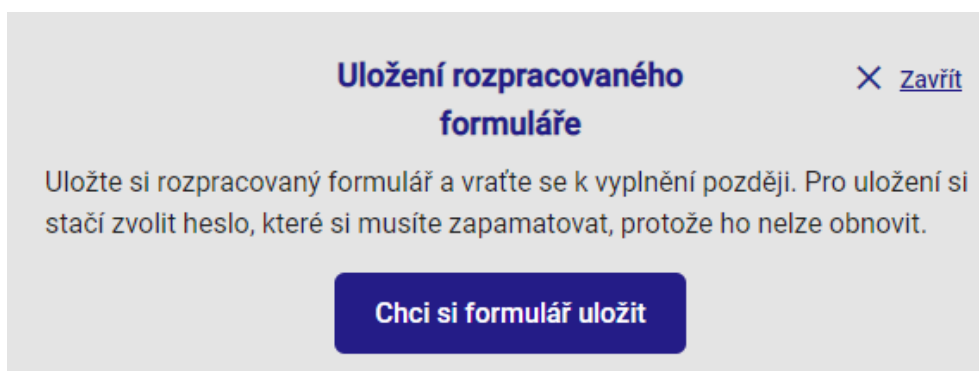 Uložení rozpracovaného
formuláře
Zavřít
Uložte si rozpracovaný formulář a vraťte se k vyplnění později. Pro uložení si
stačí zvolit heslo, které si musíte zapamatovat, protože ho nelze obnovit.
Chci si formulář uložit